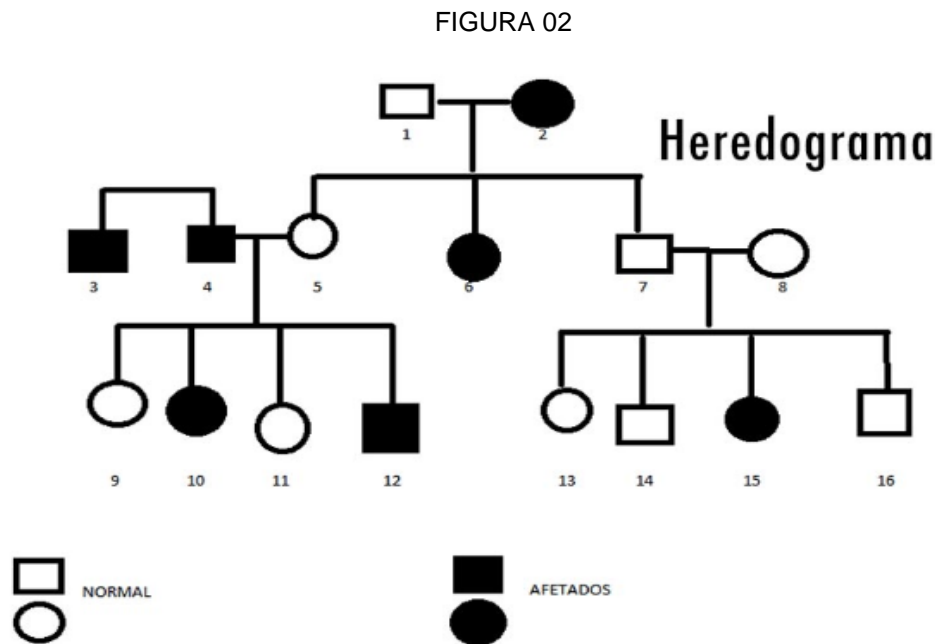 FIGURA 02
Heredograma
1 2
3 4 5 6 7 8
9 10 11 12 13 14 15 16
NORMAL AFETADOS